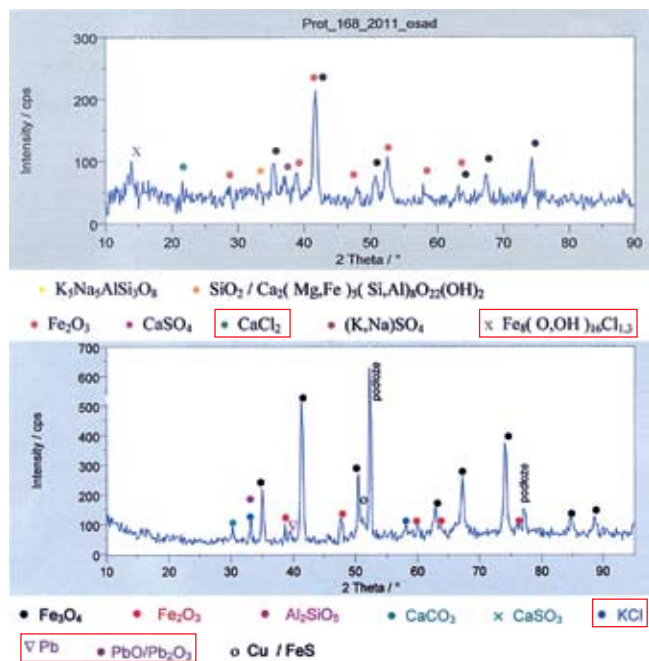 Prot_168_2011_osad
Intensity / cps
300
200
100
0
10 20 30 40 50 60 70 80 90
2 Theta / °
K₅Na₅AlSi₃O₈ SiO₂ / Ca₂( Mg,Fe )₅( Si,Al)₈O₂₂(OH)₂
Fe₂O₃ CaSO₄ CaCl₂ (K,Na)SO₄ x Fe₈( O,OH )₁₆Cl₁,₃
Intensity / cps
700
600
500
400
300
200
100
0
podłoże
podłoże
10 20 30 40 50 60 70 80 90
2 Theta / °
Fe₃O₄ Fe₂O₃ Al₂SiO₅ CaCO₃ × CaSO₃ KCl
∇ Pb PbO/Pb₂O₃ o Cu / FeS